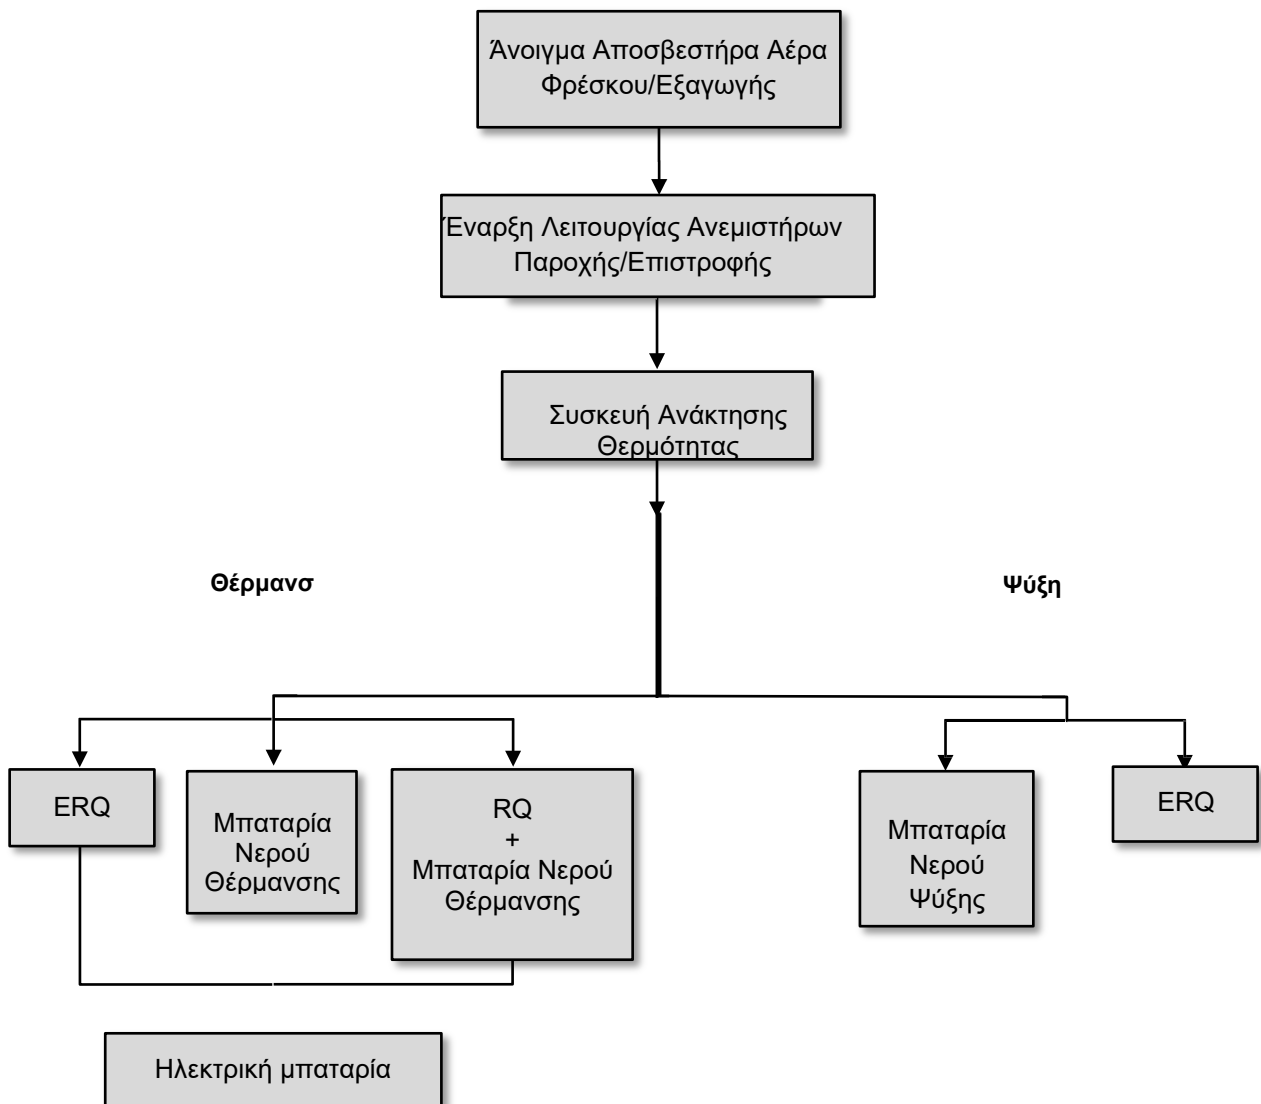 Άνοιγμα Αποσβεστήρα Αέρα
Φρέσκου/Εξαγωγής
Έναρξη Λειτουργίας Ανεμιστήρων
Παροχής/Επιστροφής
Συσκευή Ανάκτησης
Θερμότητας
Θέρμανσ
Ψύξη
ERQ
Μπαταρία
Νερού
Θέρμανσης
RQ
+
Μπαταρία Νερού
Θέρμανσης
Μπαταρία
Νερού
Ψύξης
ERQ
Ηλεκτρική μπαταρία